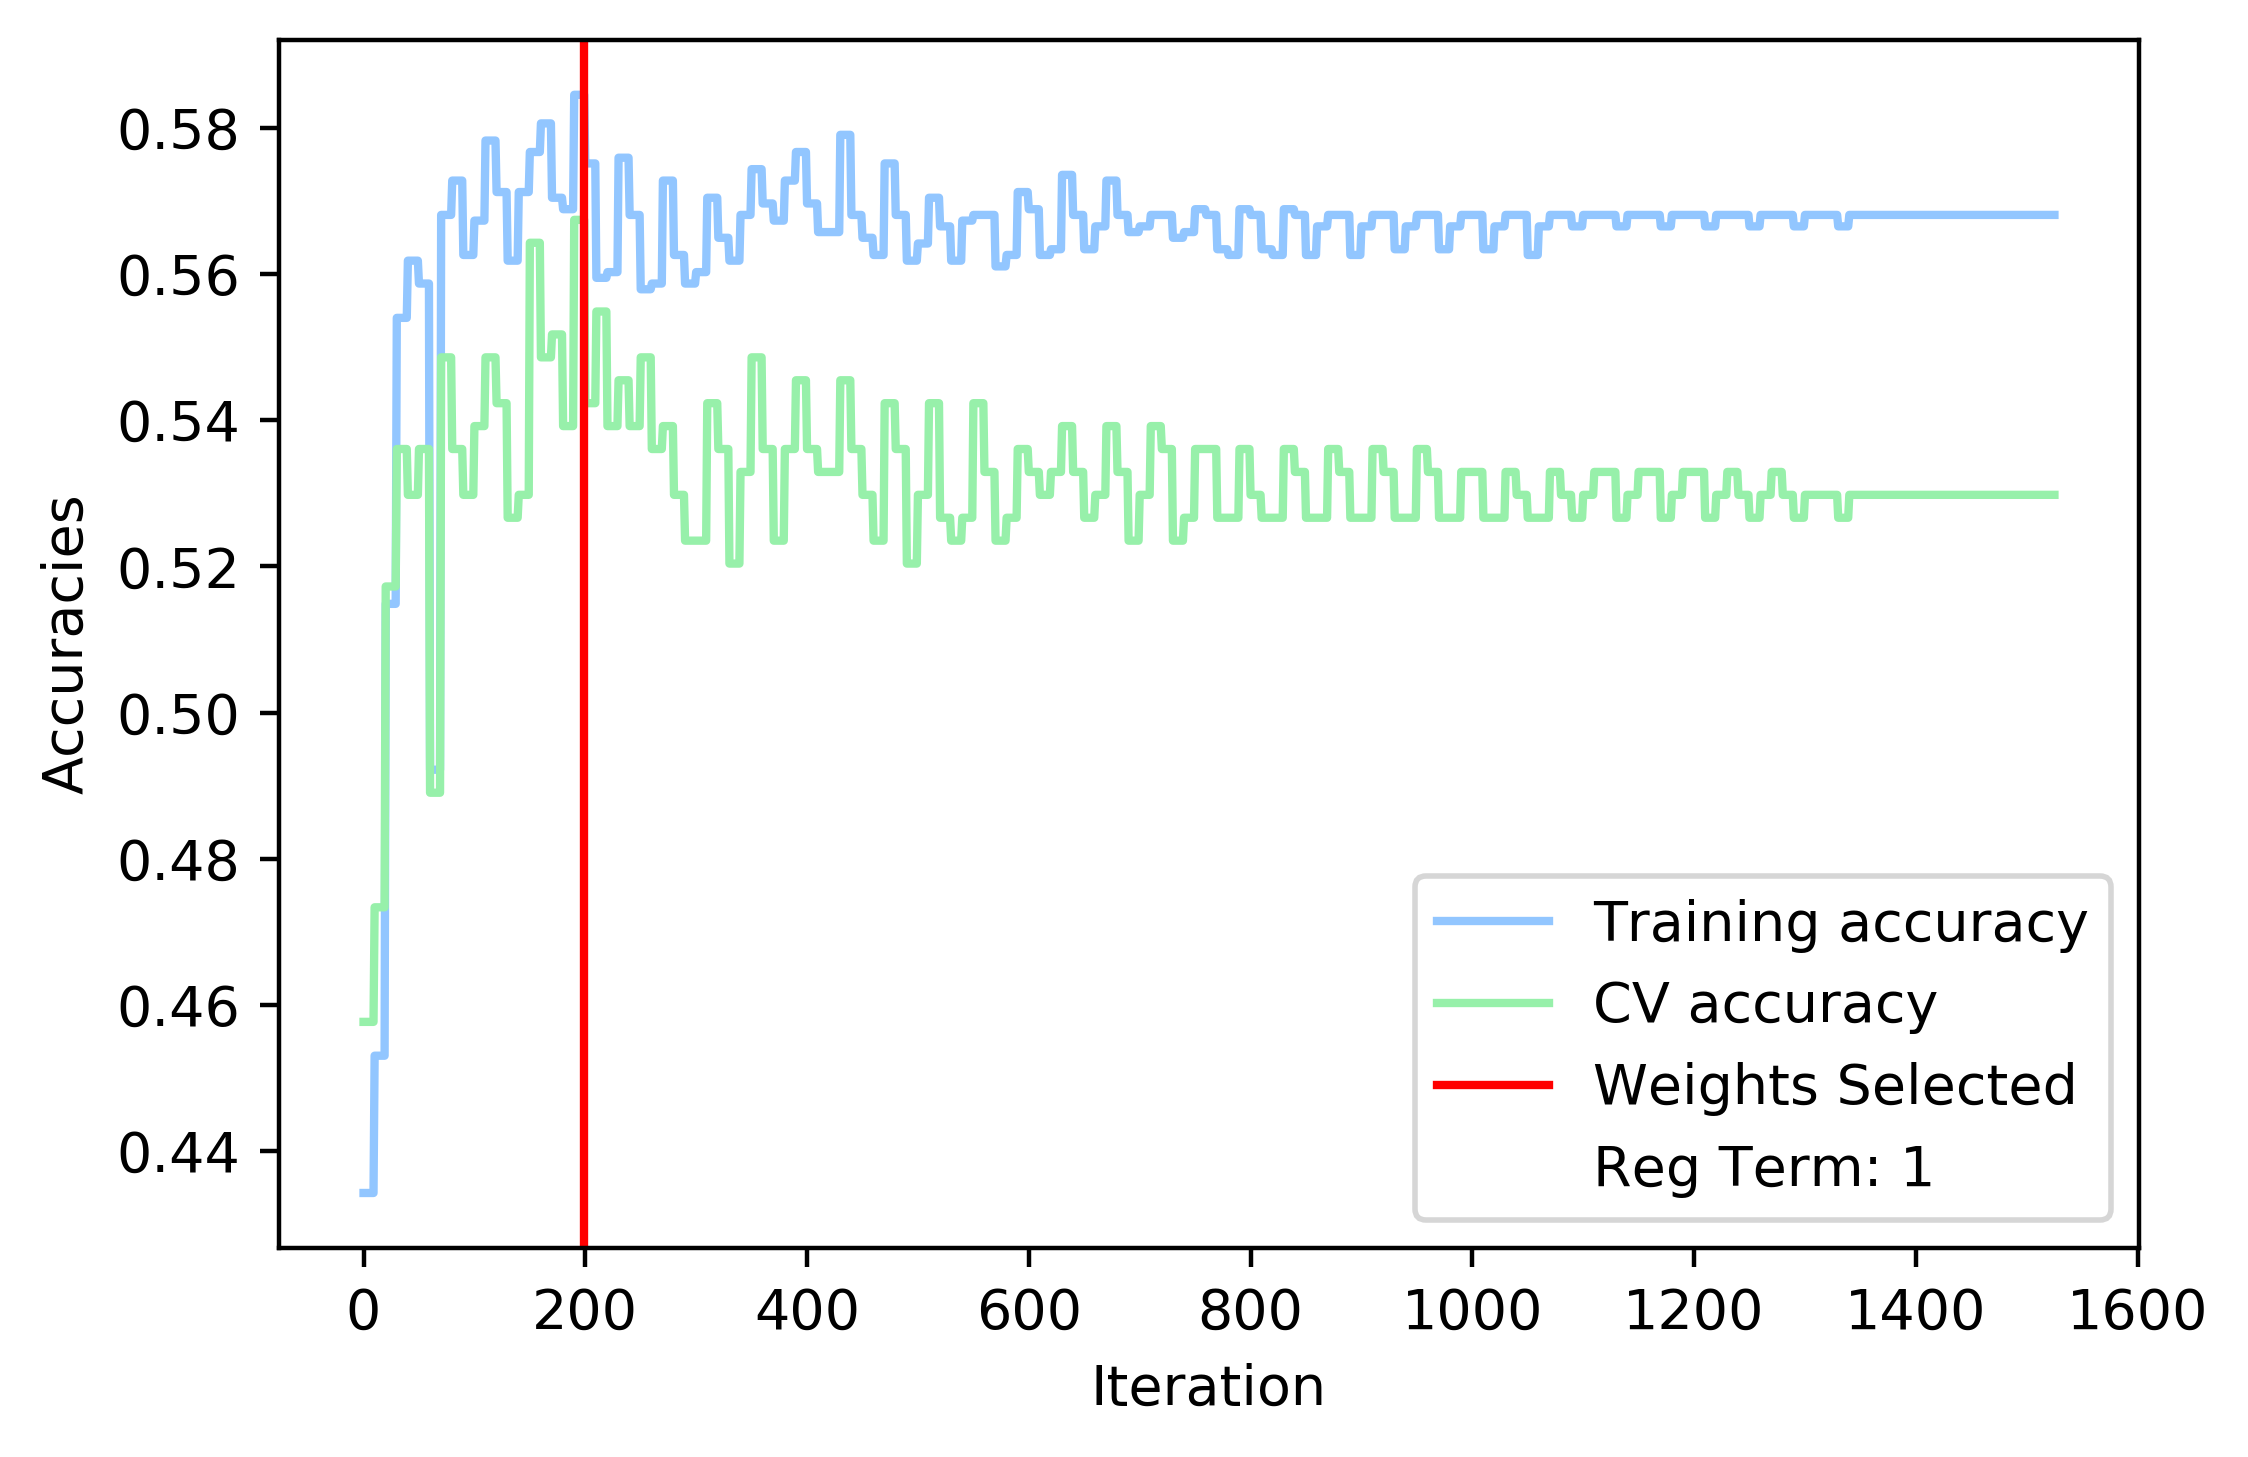 0.58
0.56
0.54
0.52
0.50
0.48
0.46
0.44
Accuracies
Training accuracy
CV accuracy
Weights Selected
Reg Term: 1
0 200 400 600 800 1000 1200 1400 1600
Iteration